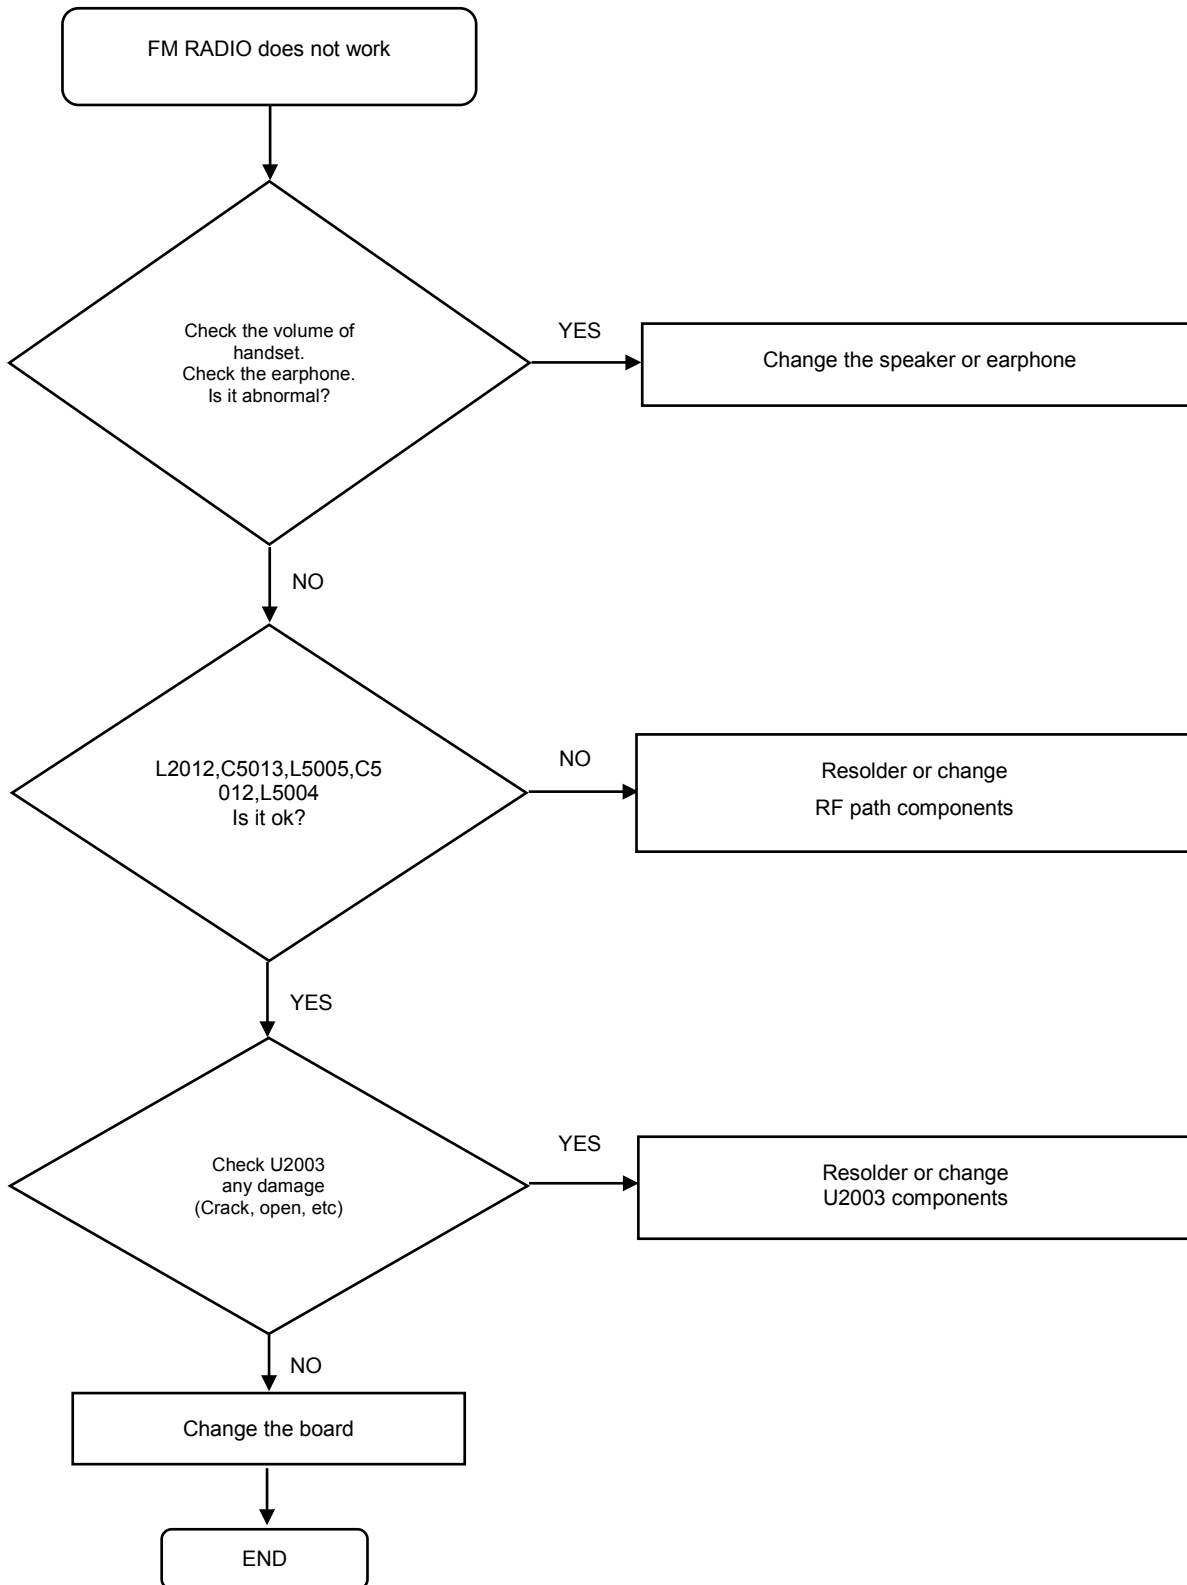 FM RADIO does not work
Check the volume of
handset.
Check the earphone.
Is it abnormal?
YES
Change the speaker or earphone
NO
L2012,C5013,L5005,C5
012,L5004
Is it ok?
NO
Resolder or change
RF path components
YES
Check U2003
any damage
(Crack, open, etc)
YES
Resolder or change
U2003 components
NO
Change the board
END